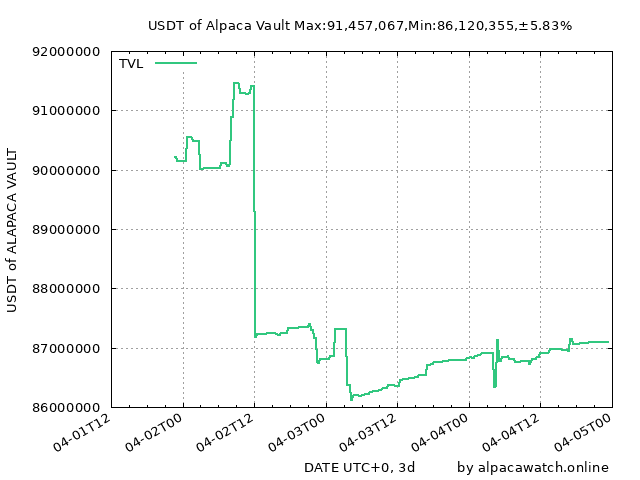 USDT of Alpaca Vault Max:91,457,067,Min:86,120,355,±5.83%
TVL
92000000
91000000
90000000
89000000
88000000
87000000
86000000
USDT of ALAPACA VAULT
04-01T12
04-02T00
04-02T12
04-03T00
04-03T12
04-04T00
04-04T12
04-05T00
DATE UTC+0, 3d
by alpacawatch.online